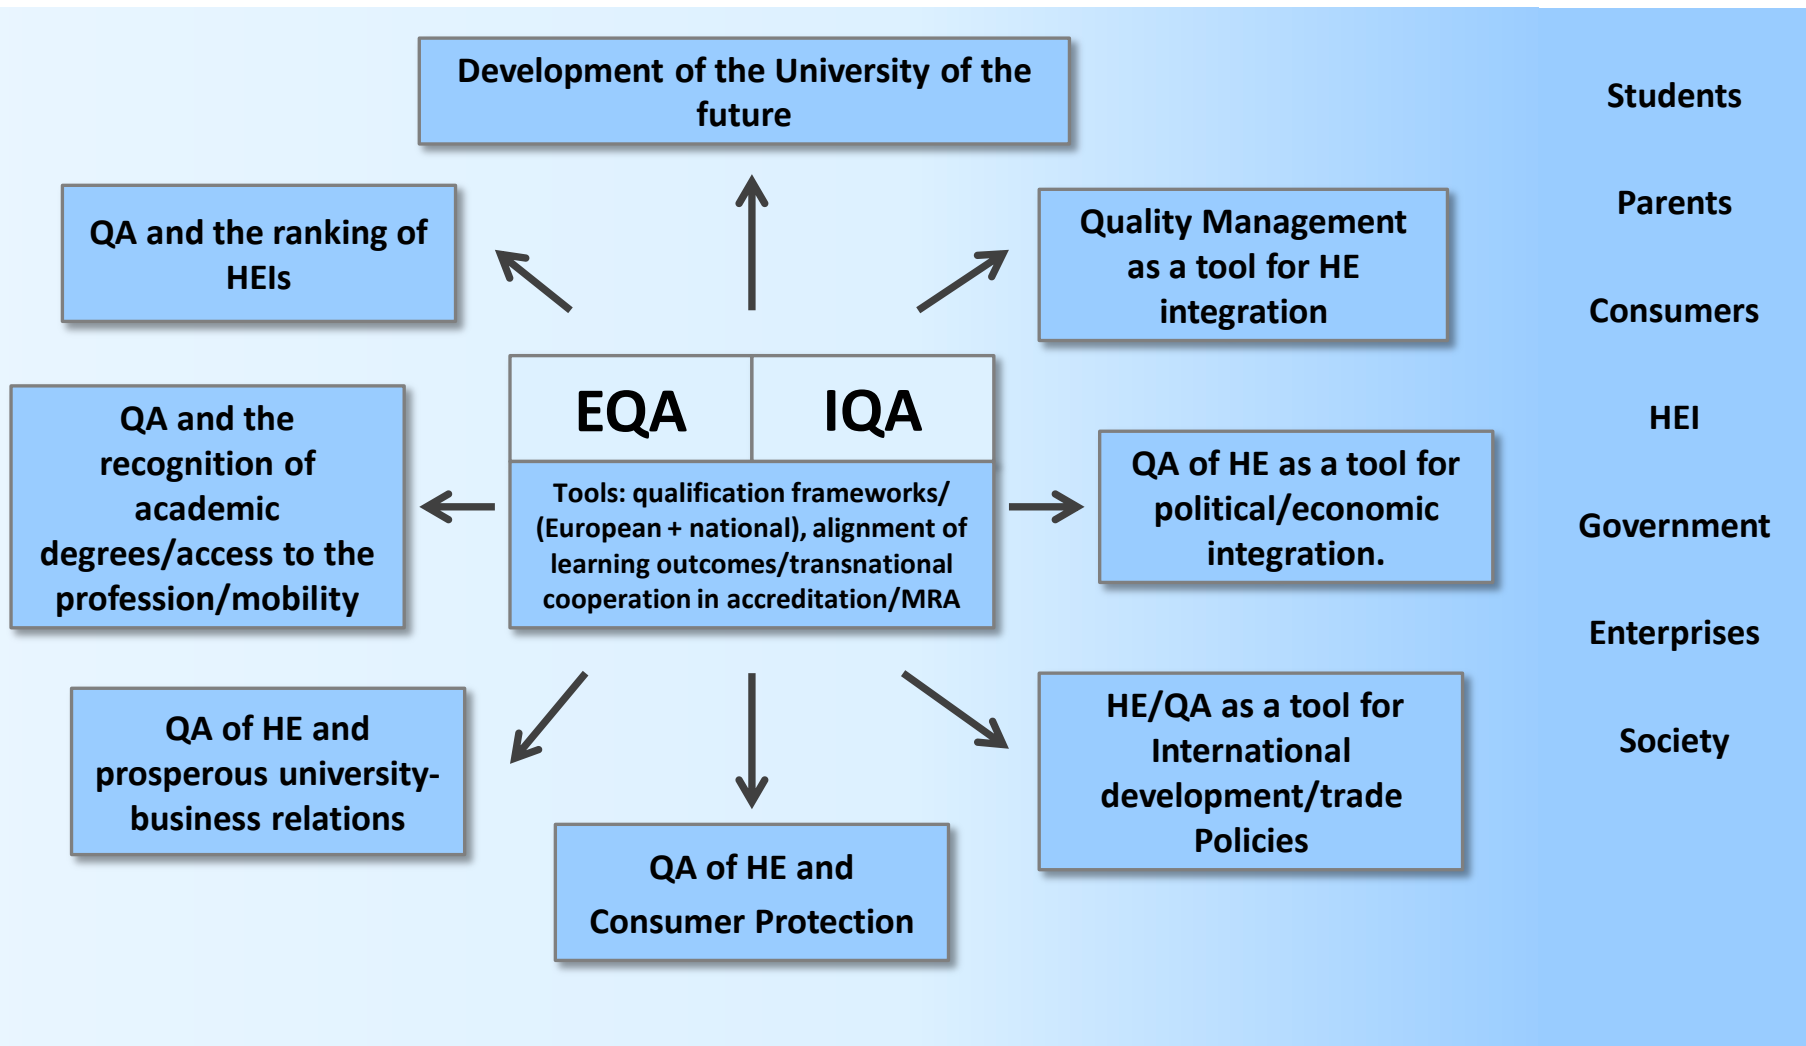 Development of the University of the
future
QA and the ranking of
HEIs
Quality Management
as a tool for HE
integration
EQA
IQA
Tools: qualification frameworks/
(European + national), alignment of
learning outcomes/transnational
cooperation in accreditation/MRA
QA and the
recognition of
academic
degrees/access to the
profession/mobility
QA of HE as a tool for
political/economic
integration.
QA of HE and
prosperous university-
business relations
QA of HE and
Consumer Protection
HE/QA as a tool for
International
development/trade
Policies
Students
Parents
Consumers
HEI
Government
Enterprises
Society